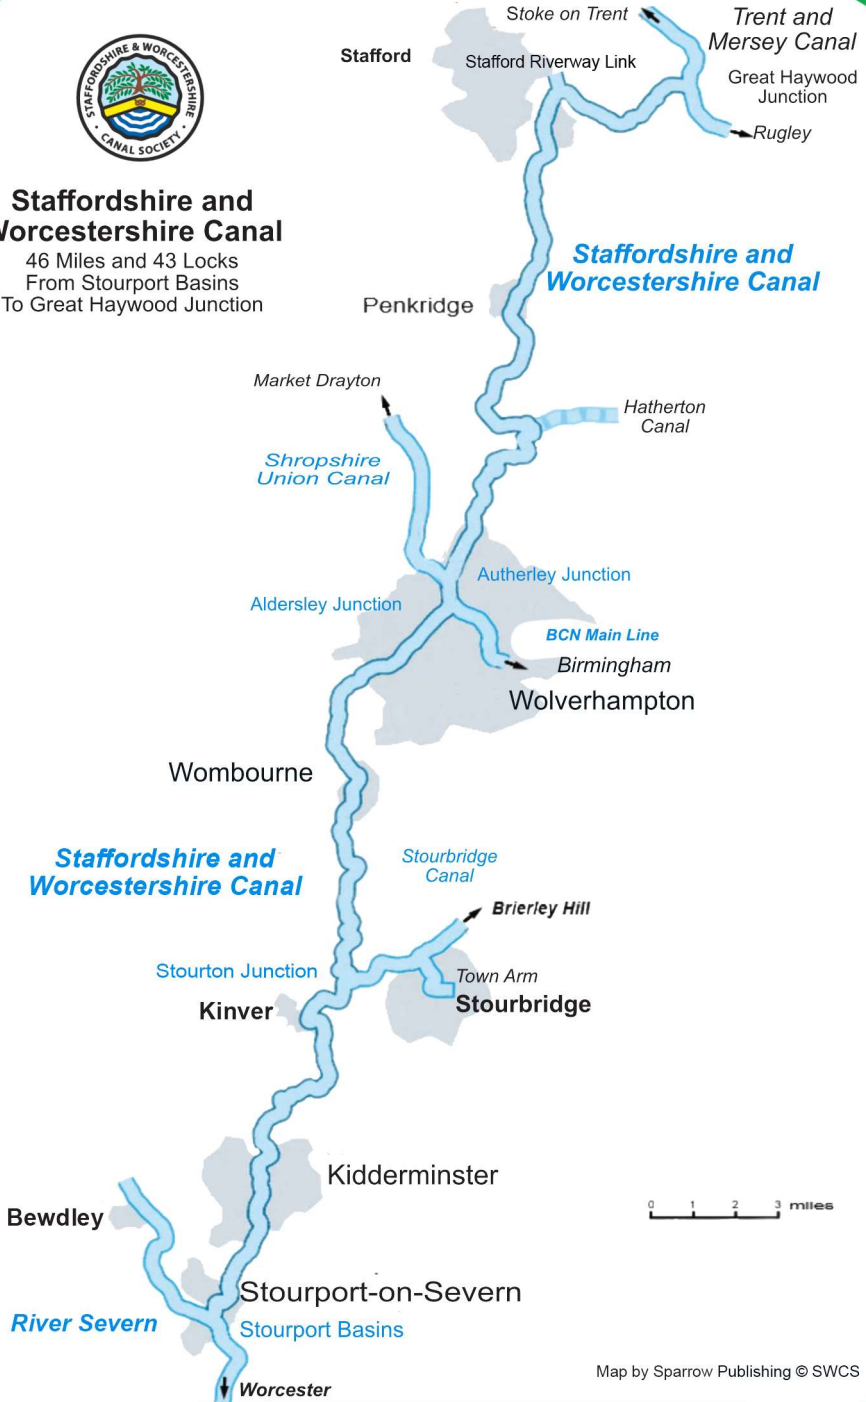 STAFFORDSHIRE & WORCESTERSHIRE
• CANAL SOCIETY •
Staffordshire and
Worcestershire Canal
46 Miles and 43 Locks
From Stourport Basins
To Great Haywood Junction
Stoke on Trent
Trent and
Mersey Canal
Stafford
Stafford Riverway Link
Great Haywood
Junction
Rugley
Staffordshire and
Worcestershire Canal
Penkridge
Market Drayton
Hatherton
Canal
Shropshire
Union Canal
Autherley Junction
Aldersley Junction
BCN Main Line
Birmingham
Wolverhampton
Wombourne
Staffordshire and
Worcestershire Canal
Stourbridge
Canal
Brierley Hill
Stourton Junction
Town Arm
Kinver
Stourbridge
Kidderminster
0 1 2 3 miles
Bewdley
Stourport-on-Severn
River Severn
Stourport Basins
Map by Sparrow Publishing © SWCS
Worcester